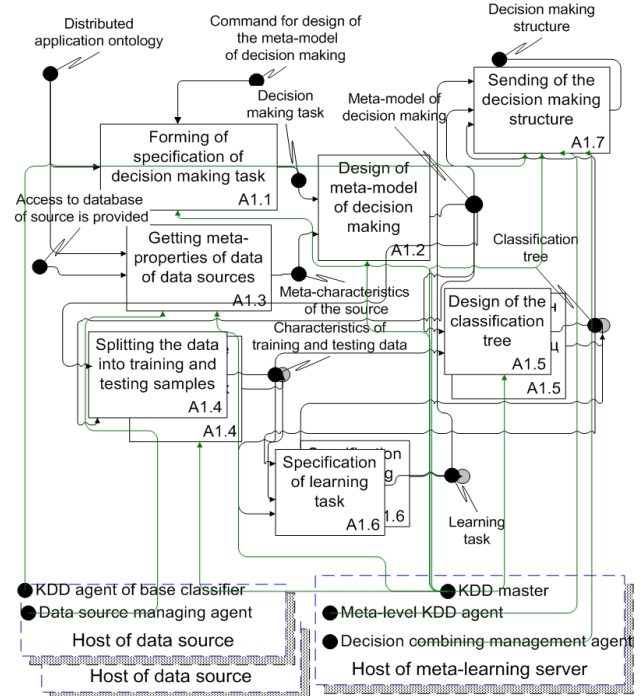 Distributed
application ontology
Command for design of
the meta-model
of decision making
Decision making
structure
Decision
making task
Meta-model of
decision making
Sending of the
decision making
structure
A1.7
Forming of
specification of
decision making task
A1.1
Design of
meta-model
of decision
making
A1.2
Access to database
of source is provided
Getting meta-
properties of data
of data sources
A1.3
Classification
tree
Meta-characteristics
of the source
Design of the
classification
tree
A1.5
н
ц
A1.5
Characteristics of
training and testing data
Splitting the data
into training and
testing samples
A1.4
A1.4
Specification
of learning
task
A1.6
1.6
Learning
task
KDD agent of base classifier
Data source managing agent
Host of data source
Host of data source
KDD master
Meta-level KDD agent
Decision combining management agent
Host of meta-learning server